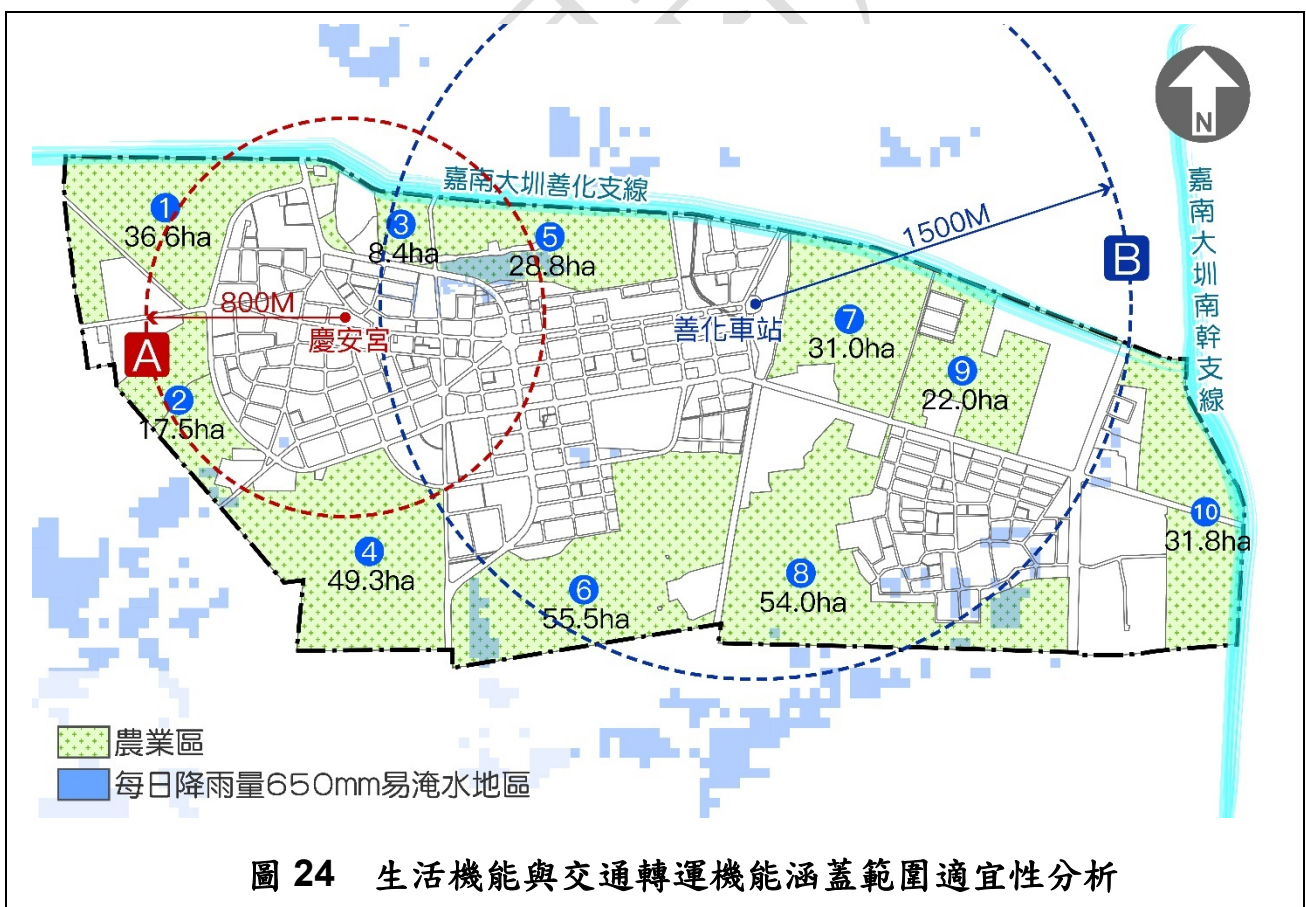 N
嘉南大圳善化支線
嘉南大圳南幹支線
1
36.6ha
3
8.4ha
5
28.8ha
1500M
B
800M
慶安宮
A
善化車站
7
31.0ha
2
17.5ha
9
22.0ha
10
31.8ha
4
49.3ha
6
55.5ha
8
54.0ha
農業區
每日降雨量650mm易淹水地區
圖 24 生活機能與交通轉運機能涵蓋範圍適宜性分析